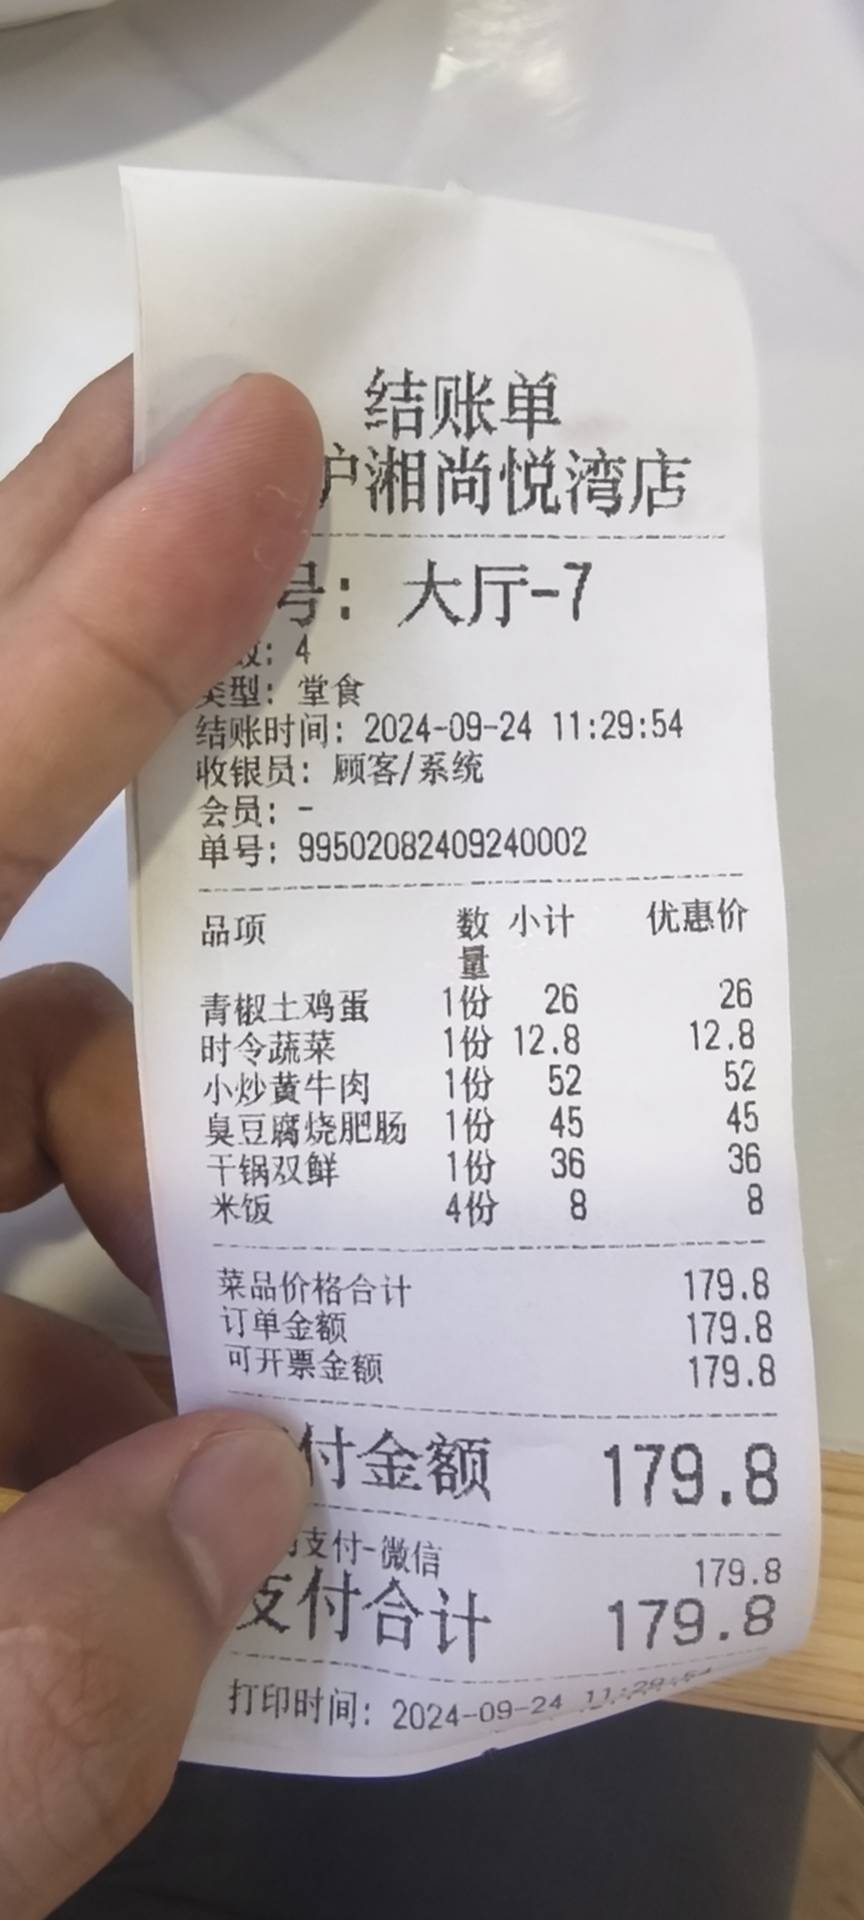 结账单
沪湘尚悦湾店
号: 大厅-7
数: 4
类型: 堂食
结账时间: 2024-09-24 11:29:54
收银员: 顾客/系统
会员: -
单号: 99502082409240002
品项 数量 小计 优惠价
青椒土鸡蛋 1份 26 26
时令蔬菜 1份 12.8 12.8
小炒黄牛肉 1份 52 52
臭豆腐烧肥肠 1份 45 45
干锅双鲜 1份 36 36
米饭 4份 8 8
菜品价格合计 179.8
订单金额 179.8
可开票金额 179.8
付金额 179.8
支付-微信 179.8
支付合计 179.8
打印时间: 2024-09-24 11:29:54